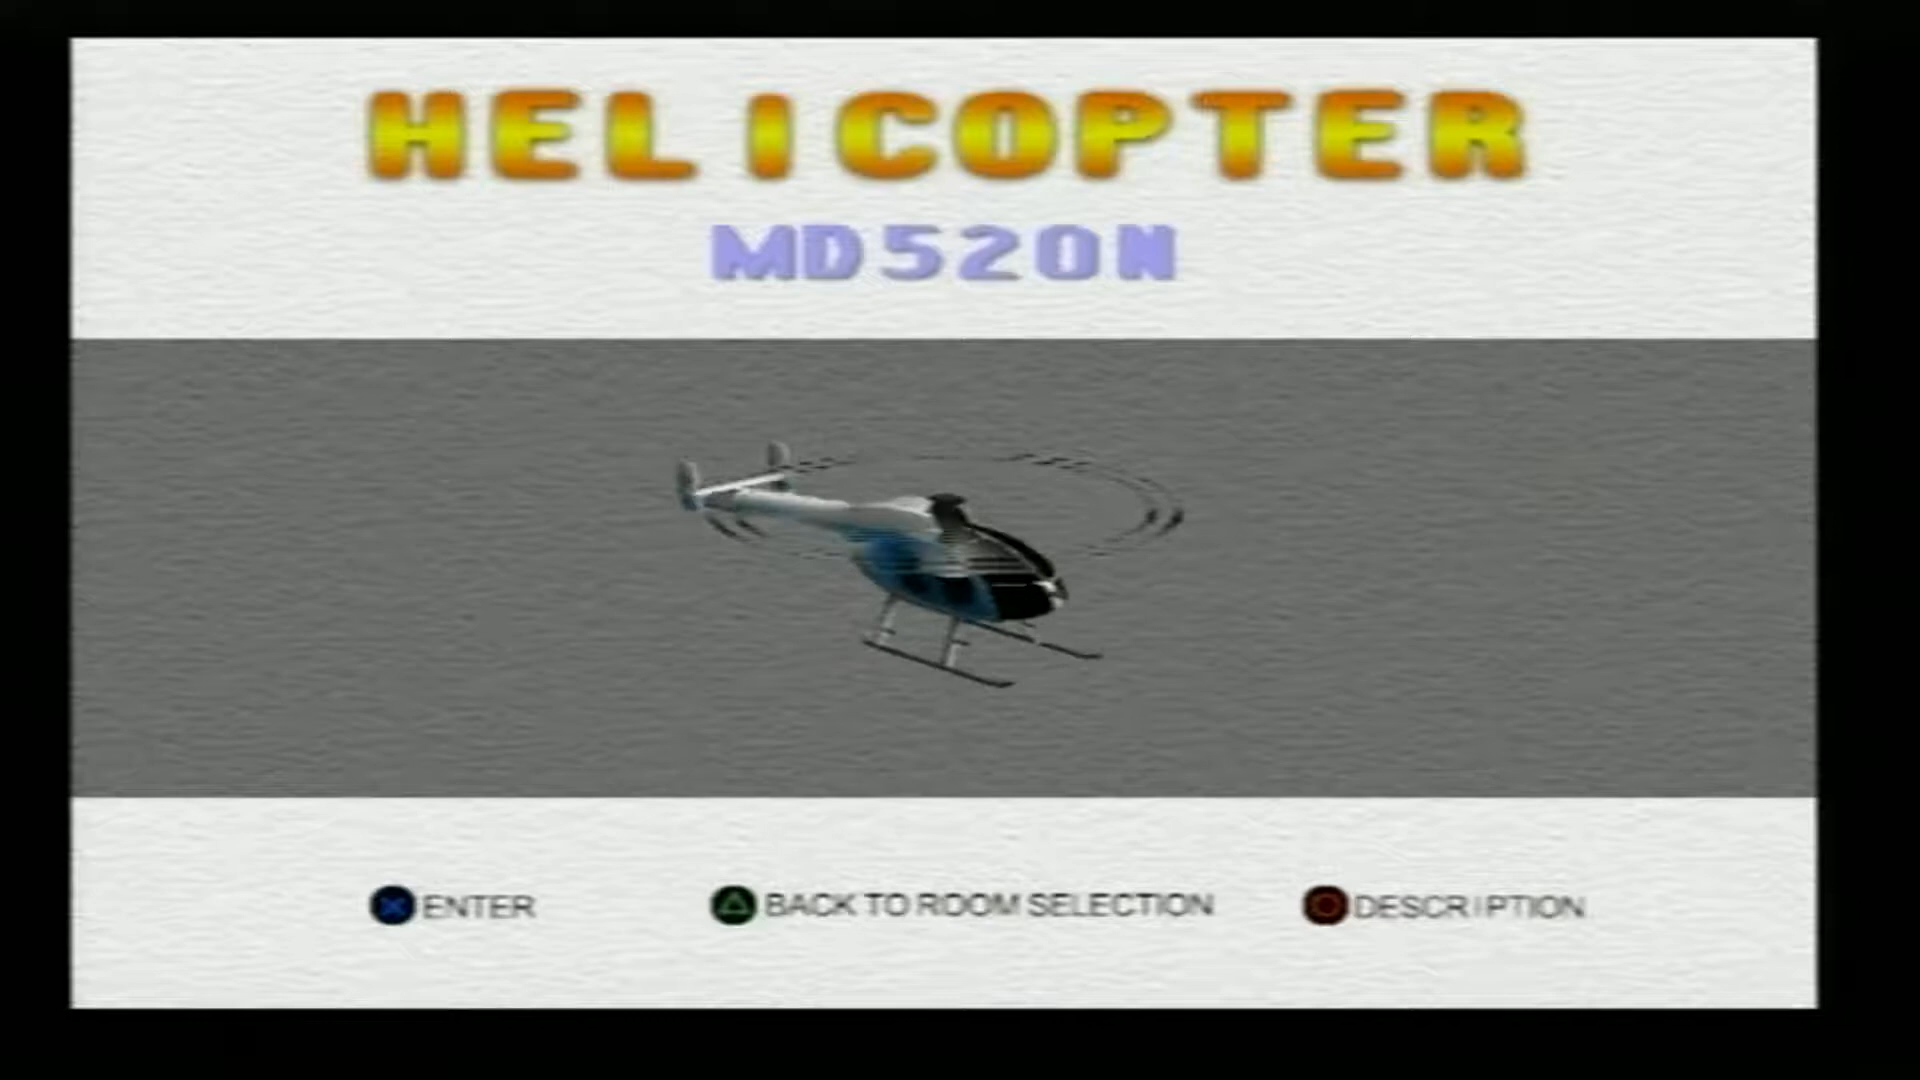 HELICOPTER
MD520N
ENTER
BACK TO ROOM SELECTION
DESCRIPTION